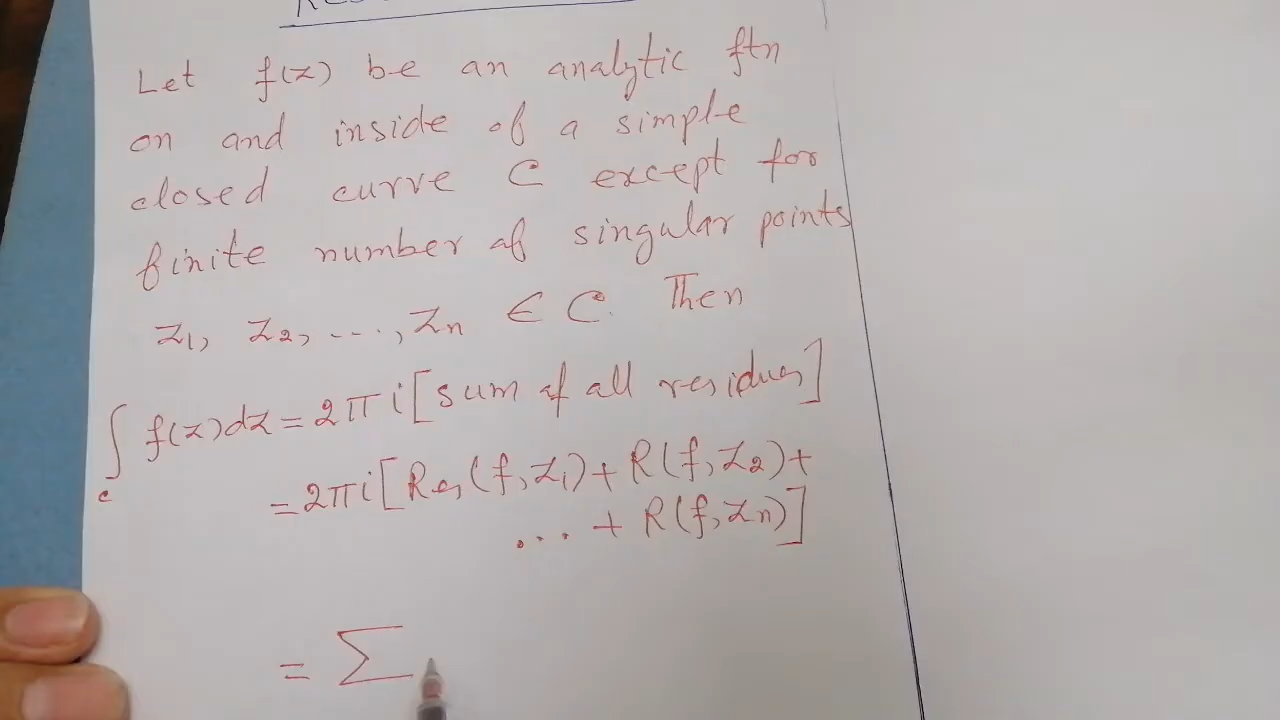 Let f(z) be an analytic ftn
on and inside of a simple
closed curve C except for
finite number of singular points
z1, z2, ---, zn ∈ C. Then
∫c f(z)dz = 2πi[sum of all residues]
= 2πi[Res(f,z1) + R(f,z2) +
... + R(f,zn)]
= ∑